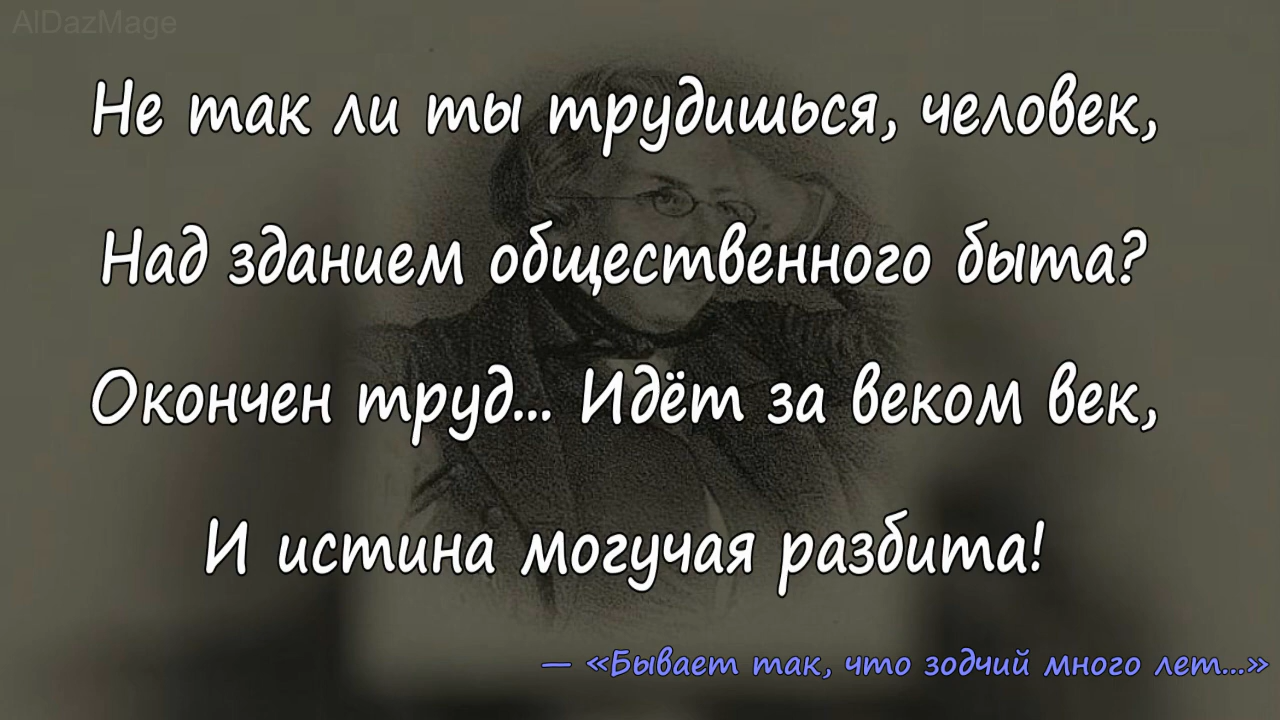 AlDazMage
Не так ли ты трудишься, человек,
Над зданием общественного быта?
Окончен труд... Идёт за веком век,
И истина могучая разбита!
— «Бывает так, что зодчий много лет...»